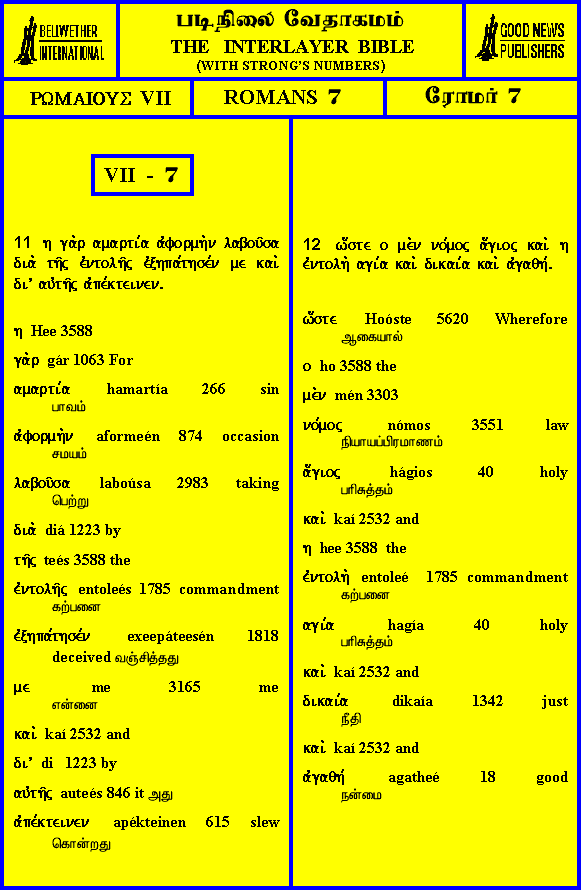 BELLWETHER
INTERNATIONAL
படிநிலை வேதாகமம்
THE INTERLAYER BIBLE
(WITH STRONG'S NUMBERS)
GOOD NEWS
PUBLISHERS
ΡΩΜΑΙΟΥΣ VII
ROMANS 7
ரோமர் 7
VII - 7
11 η γὰρ αμαρτία ἀφορμὴν λαβοῦσα
διὰ τῆς ἐντολῆς ἐξηπάτησέν με καὶ
δι’ αὐτῆς ἀπέκτεινεν.
η Hee 3588
γὰρ gár 1063 For
αμαρτία hamartía 266 sin
பாவம்
ἀφορμὴν aformeén 874 occasion
சமயம்
λαβοῦσα laboúsa 2983 taking
பெற்று
διὰ diá 1223 by
τῆς teés 3588 the
ἐντολῆς entoleés 1785 commandment
கற்பனை
ἐξηπάτησέν exeepáteesén 1818
deceived வஞ்சித்தது
με me 3165 me
என்னை
καὶ kaí 2532 and
δι’ di 1223 by
αὐτῆς auteés 846 it அது
ἀπέκτεινεν apékteinen 615 slew
கொன்றது
12 ὥστε ο μὲν νόμος ἅγιος καὶ η
ἐντολὴ αγία καὶ δικαία καὶ ἀγαθή.
ὥστε Hoóste 5620 Wherefore
ஆகையால்
ο ho 3588 the
μὲν mén 3303
νόμος nómos 3551 law
நியாயப்பிரமாணம்
ἅγιος hágios 40 holy
பரிசுத்தம்
καὶ kaí 2532 and
η hee 3588 the
ἐντολὴ entoleé 1785 commandment
கற்பனை
αγία hagía 40 holy
பரிசுத்தம்
καὶ kaí 2532 and
δικαία dikaía 1342 just
நீதி
καὶ kaí 2532 and
ἀγαθή agatheé 18 good
நன்மை